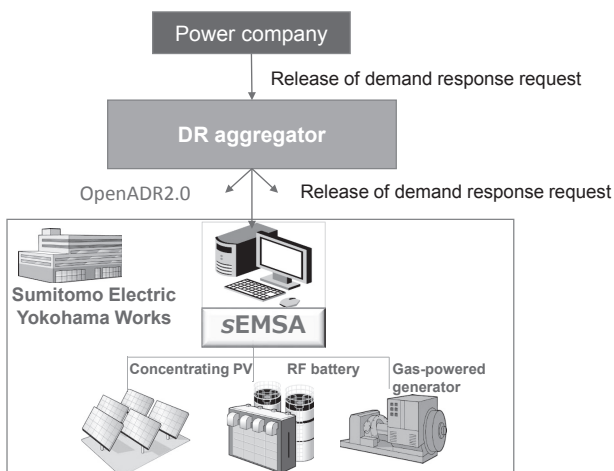 Power company
Release of demand response request
DR aggregator
OpenADR2.0
Release of demand response request
Sumitomo Electric
Yokohama Works
sEMSA
Concentrating PV
RF battery
Gas-powered
generator